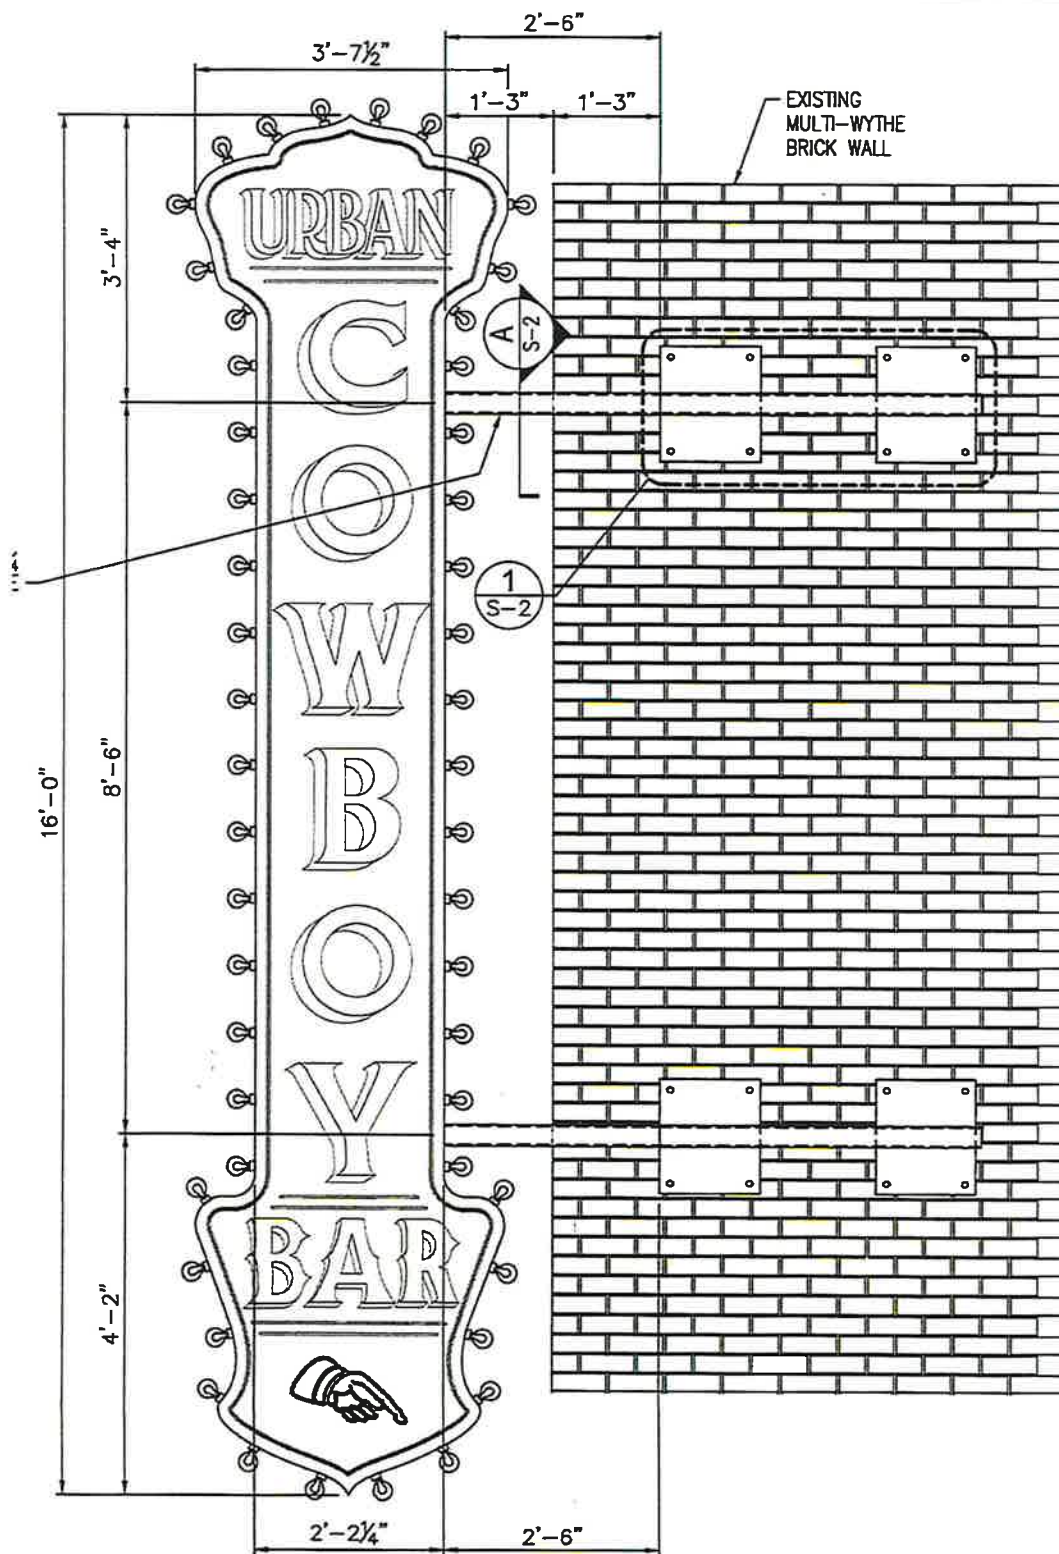 2'-6"
3'-7½"
1'-3" 1'-3"
EXISTING
MULTI-WYTHE
BRICK WALL
URBAN
3'-4"
A
S-2
C
O
W
B
O
Y
1
S-2
8'-6"
16'-0"
BAR
4'-2"
2'-2¼" 2'-6"